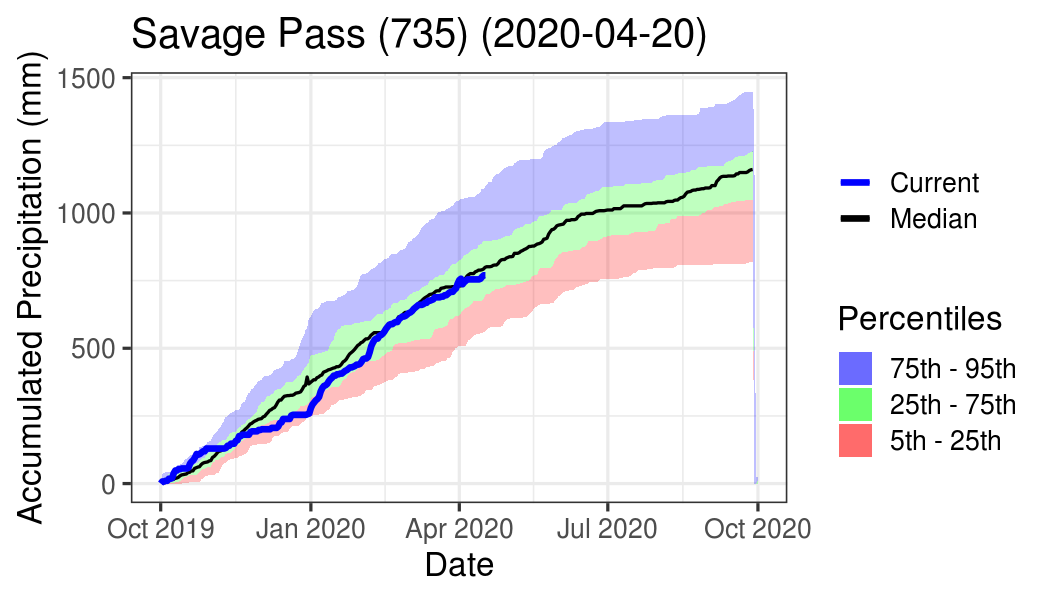 Savage Pass (735) (2020-04-20)
Accumulated Precipitation (mm)
1500
1000
500
0
Oct 2019
Jan 2020
Apr 2020
Jul 2020
Oct 2020
Date
Current
Median
Percentiles
75th - 95th
25th - 75th
5th - 25th